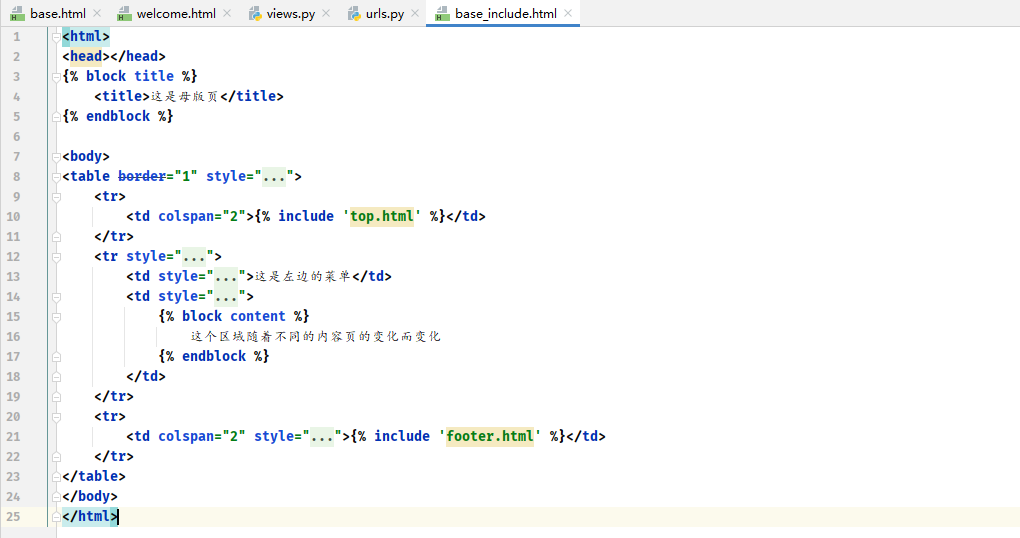 base.html welcome.html views.py urls.py base_include.html
1 <html>
2 <head></head>
3 {% block title %}
4 <title>这是母版页</title>
5 {% endblock %}
6
7 <body>
8 <table border="1" style="...">
9 <tr>
10 <td colspan="2">{% include 'top.html' %}</td>
11 </tr>
12 <tr style="...">
13 <td style="...">这是左边的菜单</td>
14 <td style="...">
15 {% block content %}
16 这个区域随着不同的内容页的变化而变化
17 {% endblock %}
18 </td>
19 </tr>
20 <tr>
21 <td colspan="2" style="...">{% include 'footer.html' %}</td>
22 </tr>
23 </table>
24 </body>
25 </html>